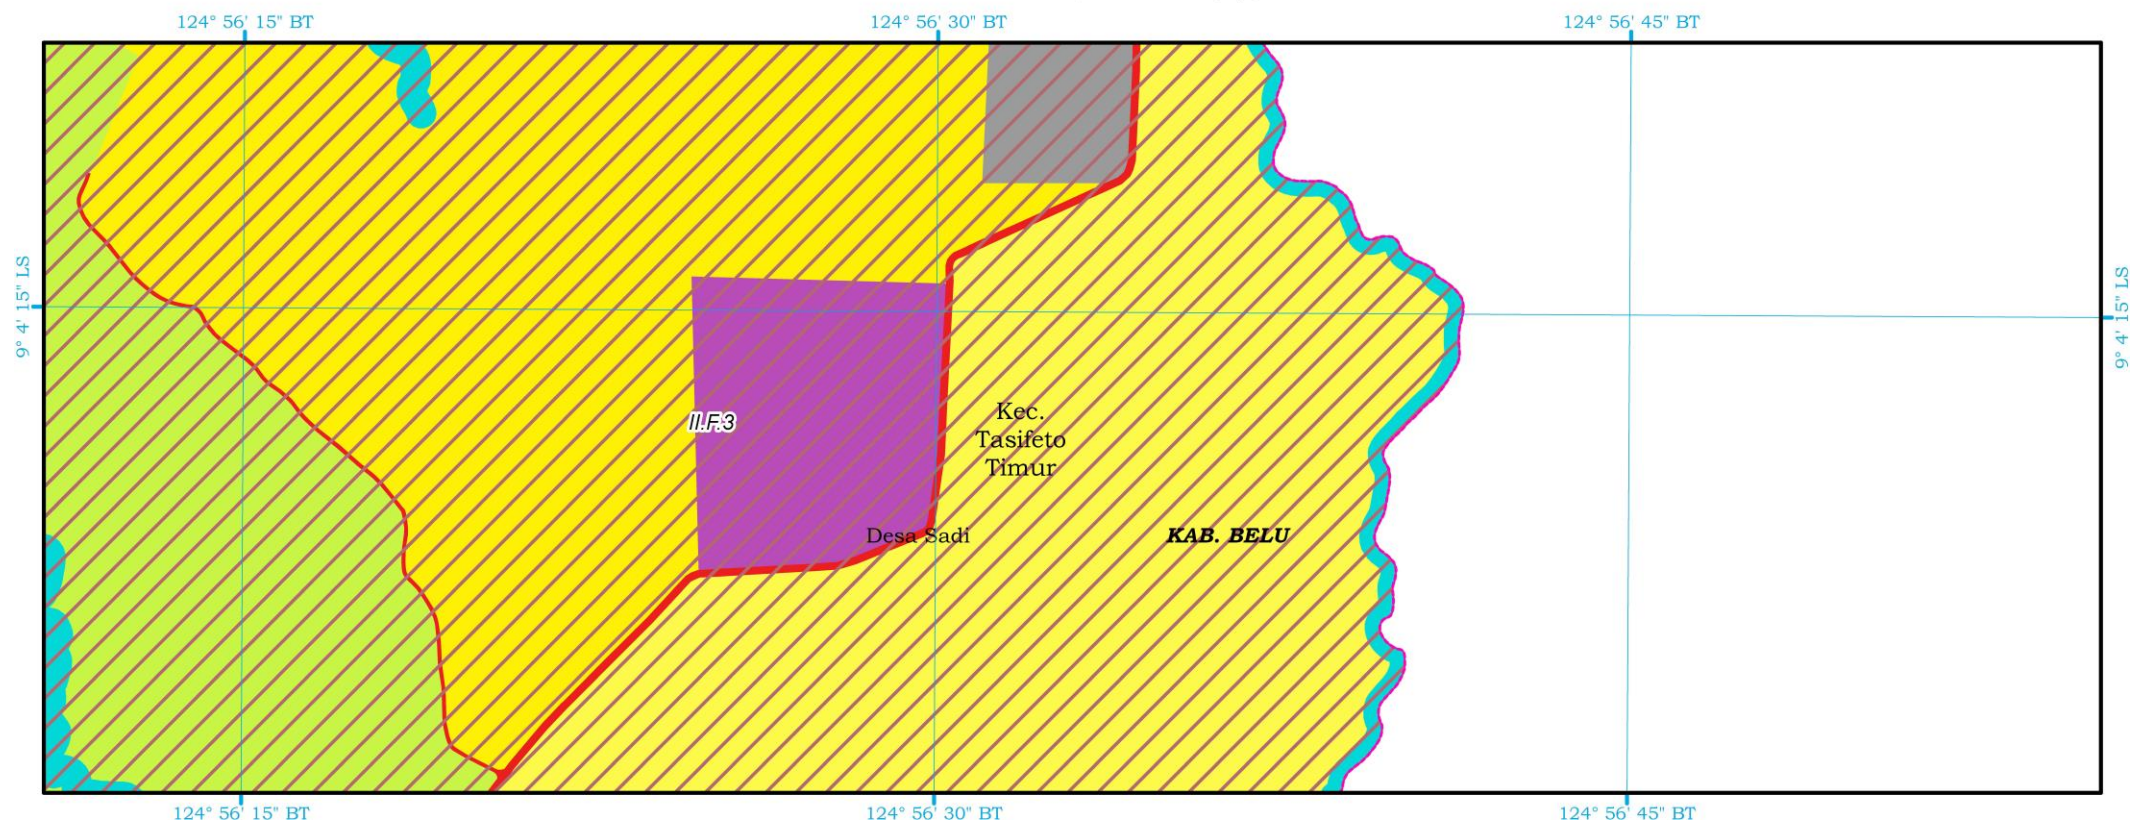 124° 56' 15" BT
124° 56' 30" BT
124° 56' 45" BT
9° 4' 15" LS
9° 4' 15" LS
II.F.3
Kec.
Tasifeto
Timur
Desa Sadi
KAB. BELU
124° 56' 15" BT
124° 56' 30" BT
124° 56' 45" BT